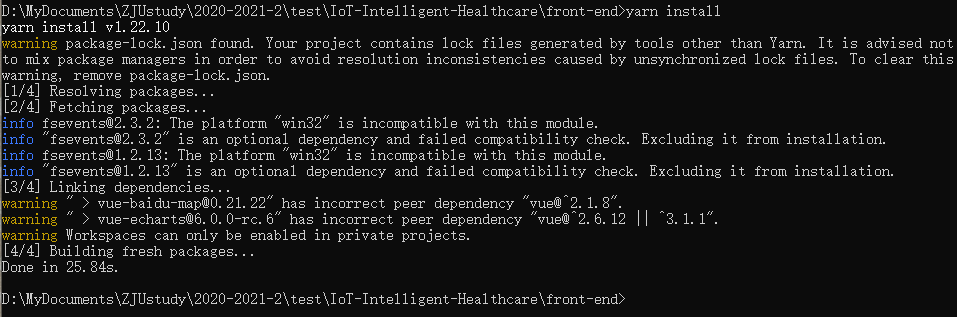 D:\MyDocuments\ZJUstudy\2020-2021-2\test\IoT-Intelligent-Healthcare\front-end>yarn install
yarn install v1.22.10
warning package-lock.json found. Your project contains lock files generated by tools other than Yarn. It is advised not
to mix package managers in order to avoid resolution inconsistencies caused by unsynchronized lock files. To clear this
warning, remove package-lock.json.
[1/4] Resolving packages...
[2/4] Fetching packages...
info fsevents@2.3.2: The platform "win32" is incompatible with this module.
info "fsevents@2.3.2" is an optional dependency and failed compatibility check. Excluding it from installation.
info fsevents@1.2.13: The platform "win32" is incompatible with this module.
info "fsevents@1.2.13" is an optional dependency and failed compatibility check. Excluding it from installation.
[3/4] Linking dependencies...
warning " > vue-baidu-map@0.21.22" has incorrect peer dependency "vue@^2.1.8".
warning " > vue-echarts@6.0.0-rc.6" has incorrect peer dependency "vue@^2.6.12 || ^3.1.1".
warning Workspaces can only be enabled in private projects.
[4/4] Building fresh packages...
Done in 25.84s.
D:\MyDocuments\ZJUstudy\2020-2021-2\test\IoT-Intelligent-Healthcare\front-end>